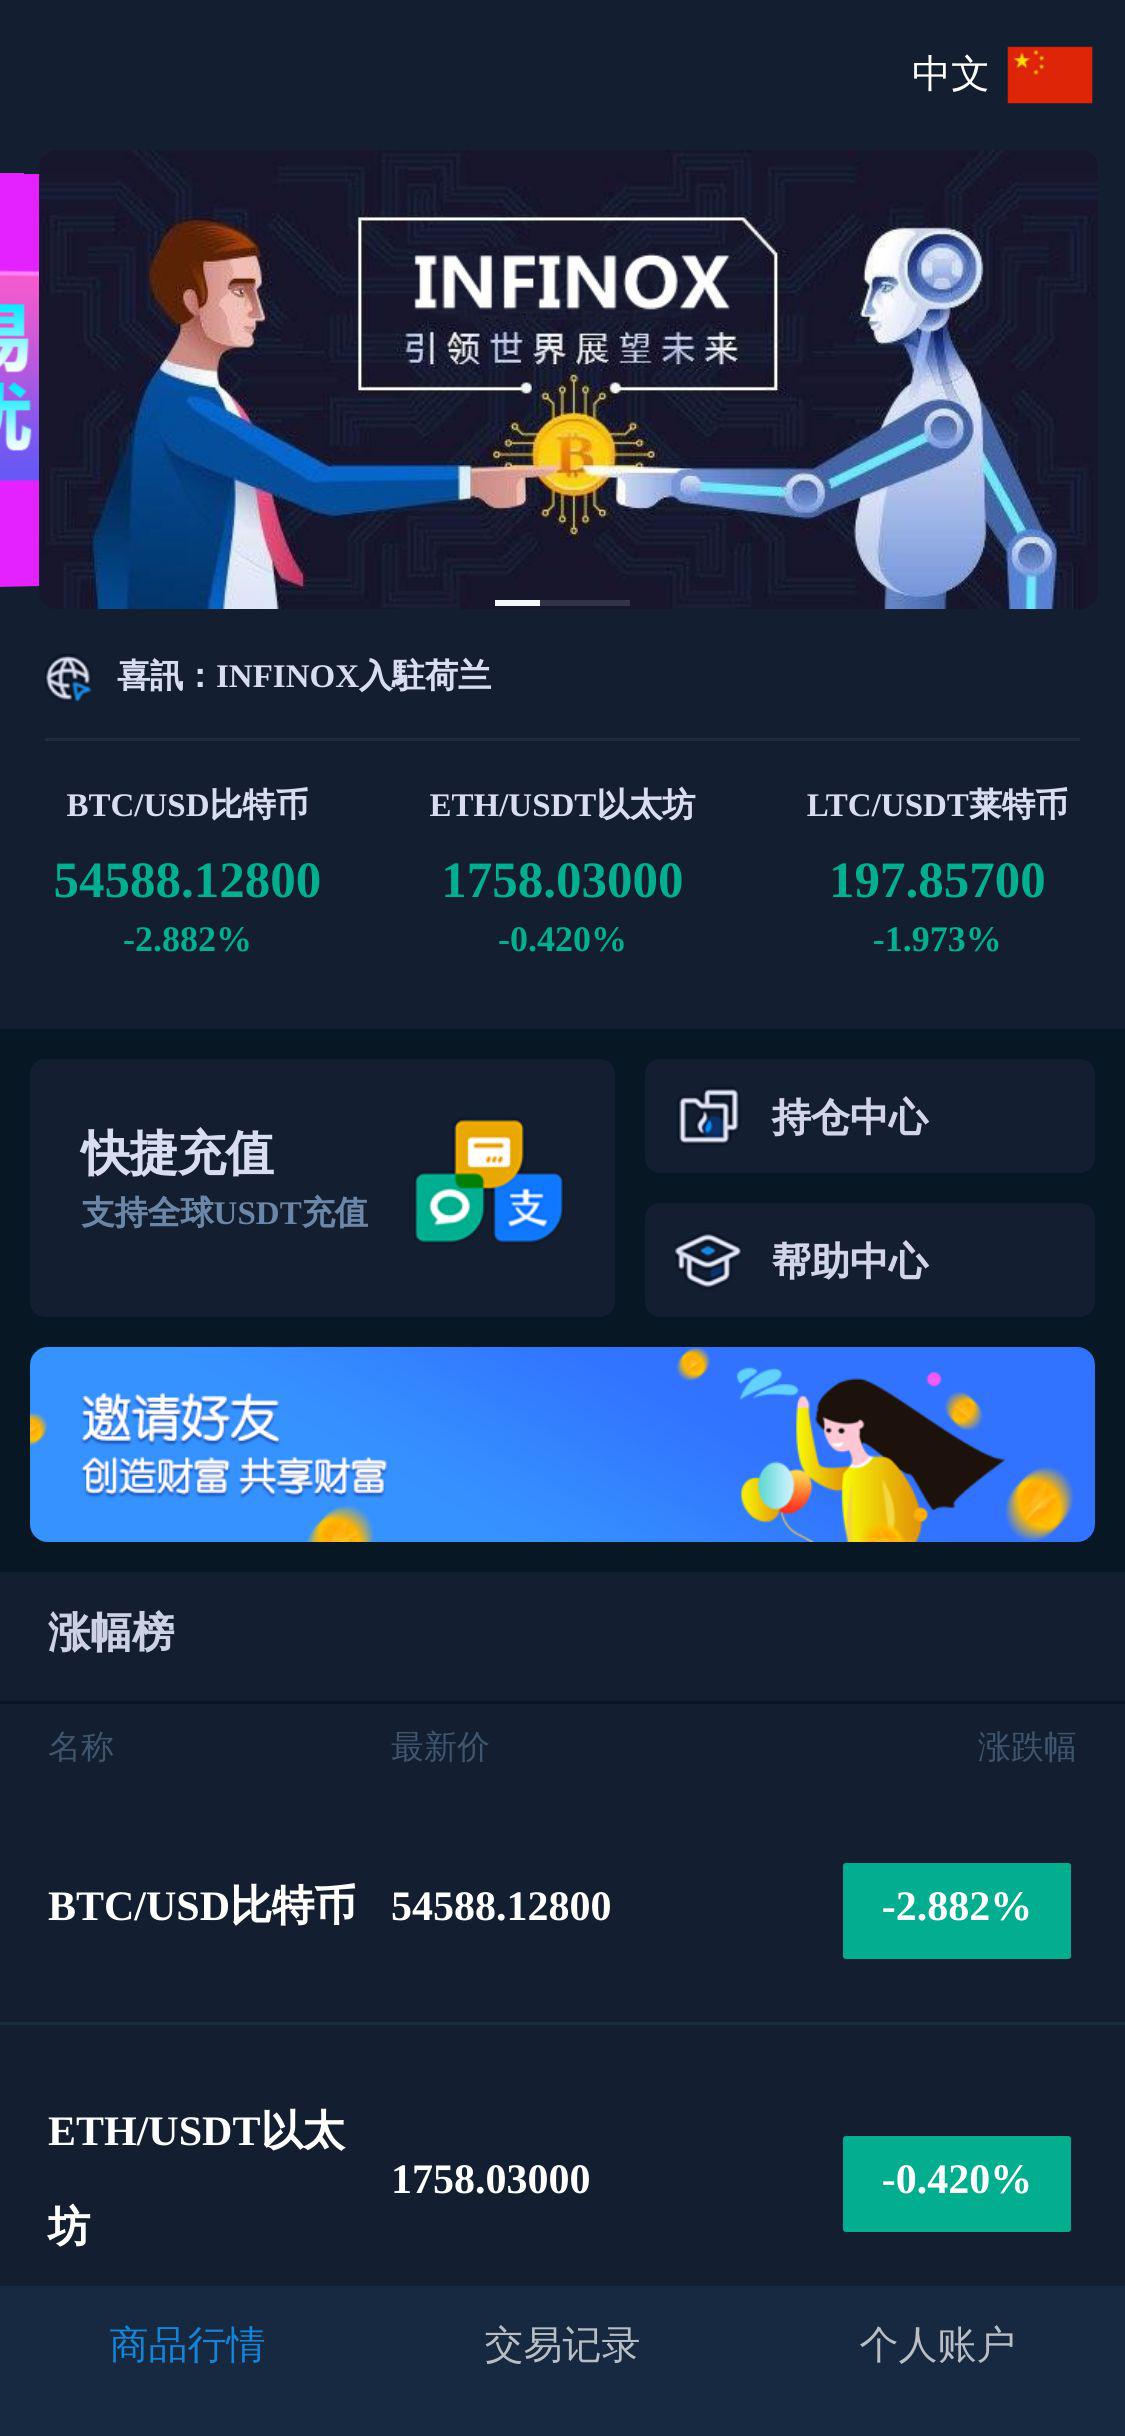 中文
易
扰
INFINOX
引领世界展望未来
喜訊：INFINOX入駐荷兰
BTC/USD比特币
ETH/USDT以太坊
LTC/USDT莱特币
54588.12800
1758.03000
197.85700
-2.882%
-0.420%
-1.973%
快捷充值
支持全球USDT充值
支
持仓中心
帮助中心
邀请好友
创造财富 共享财富
涨幅榜
名称
最新价
涨跌幅
BTC/USD比特币
54588.12800
-2.882%
ETH/USDT以太
坊
1758.03000
-0.420%
商品行情
交易记录
个人账户